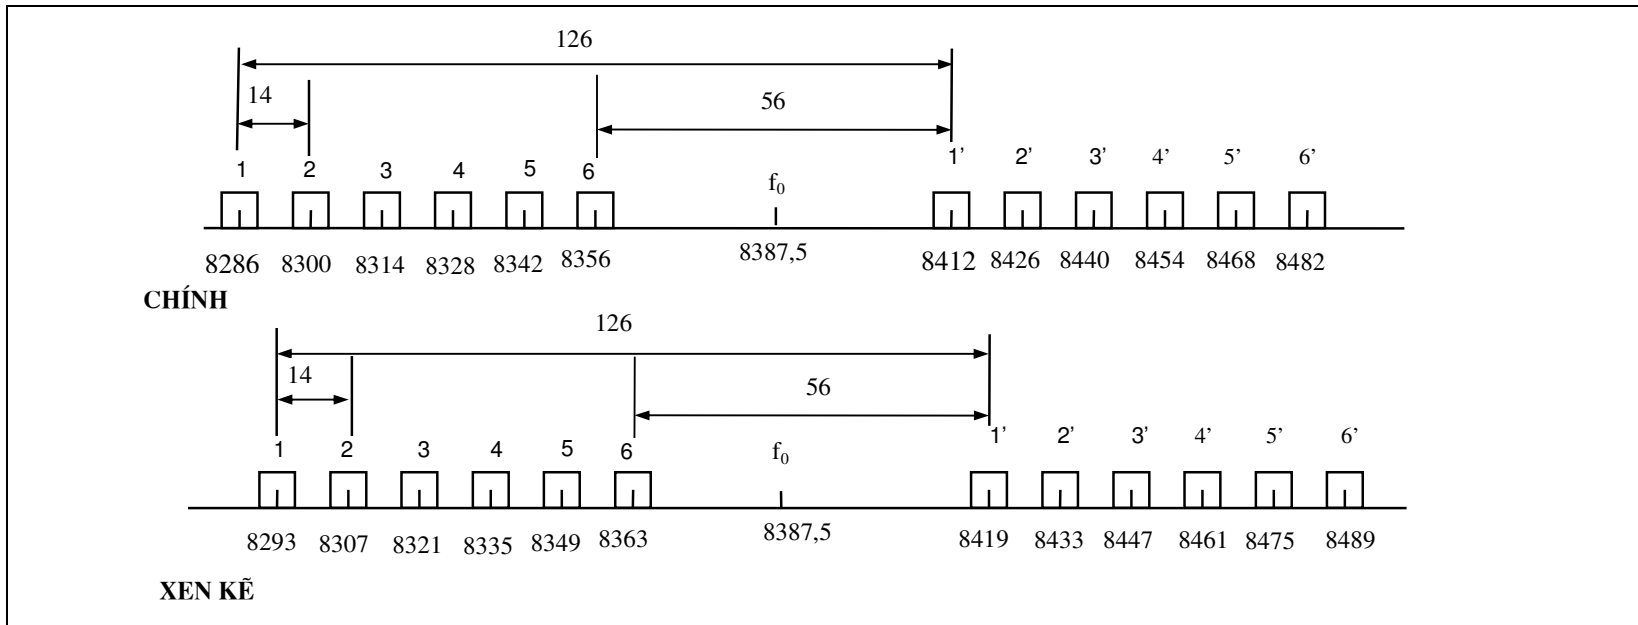 126
14
56
1 2 3 4 5 6 f₀ 1’ 2’ 3’ 4’ 5’ 6’
8286 8300 8314 8328 8342 8356 8387,5 8412 8426 8440 8454 8468 8482
CHÍNH
126
14
56
1 2 3 4 5 6 f₀ 1’ 2’ 3’ 4’ 5’ 6’
8293 8307 8321 8335 8349 8363 8387,5 8419 8433 8447 8461 8475 8489
XEN KẼ